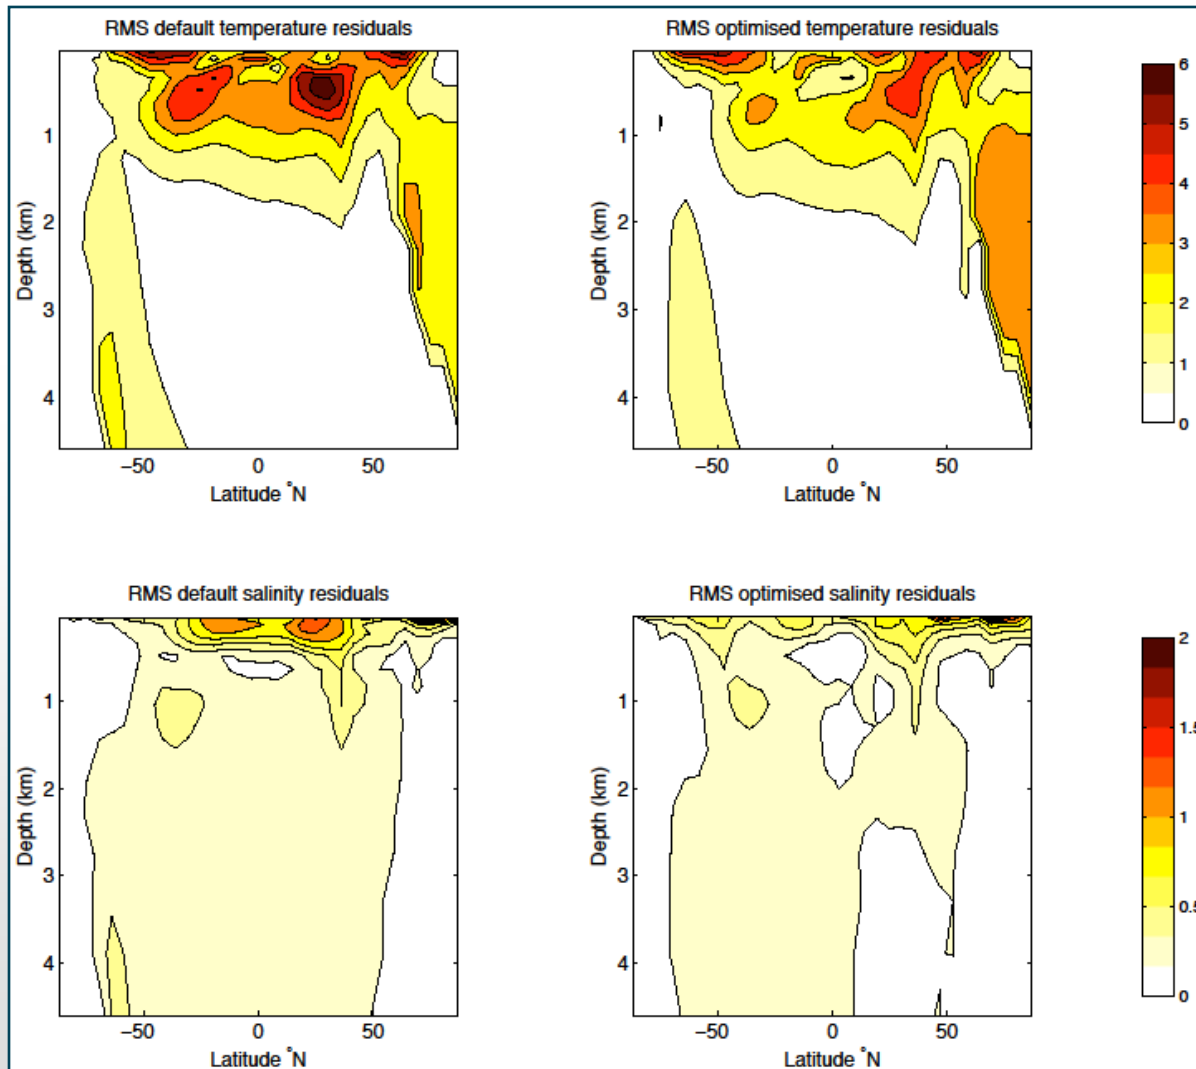 RMS default temperature residuals
RMS optimised temperature residuals
1
2
3
4
Depth (km)
−50 0 50
Latitude °N
1
2
3
4
Depth (km)
−50 0 50
Latitude °N
6
5
4
3
2
1
0
RMS default salinity residuals
RMS optimised salinity residuals
1
2
3
4
Depth (km)
−50 0 50
Latitude °N
1
2
3
4
Depth (km)
−50 0 50
Latitude °N
2
1.5
1
0.5
0